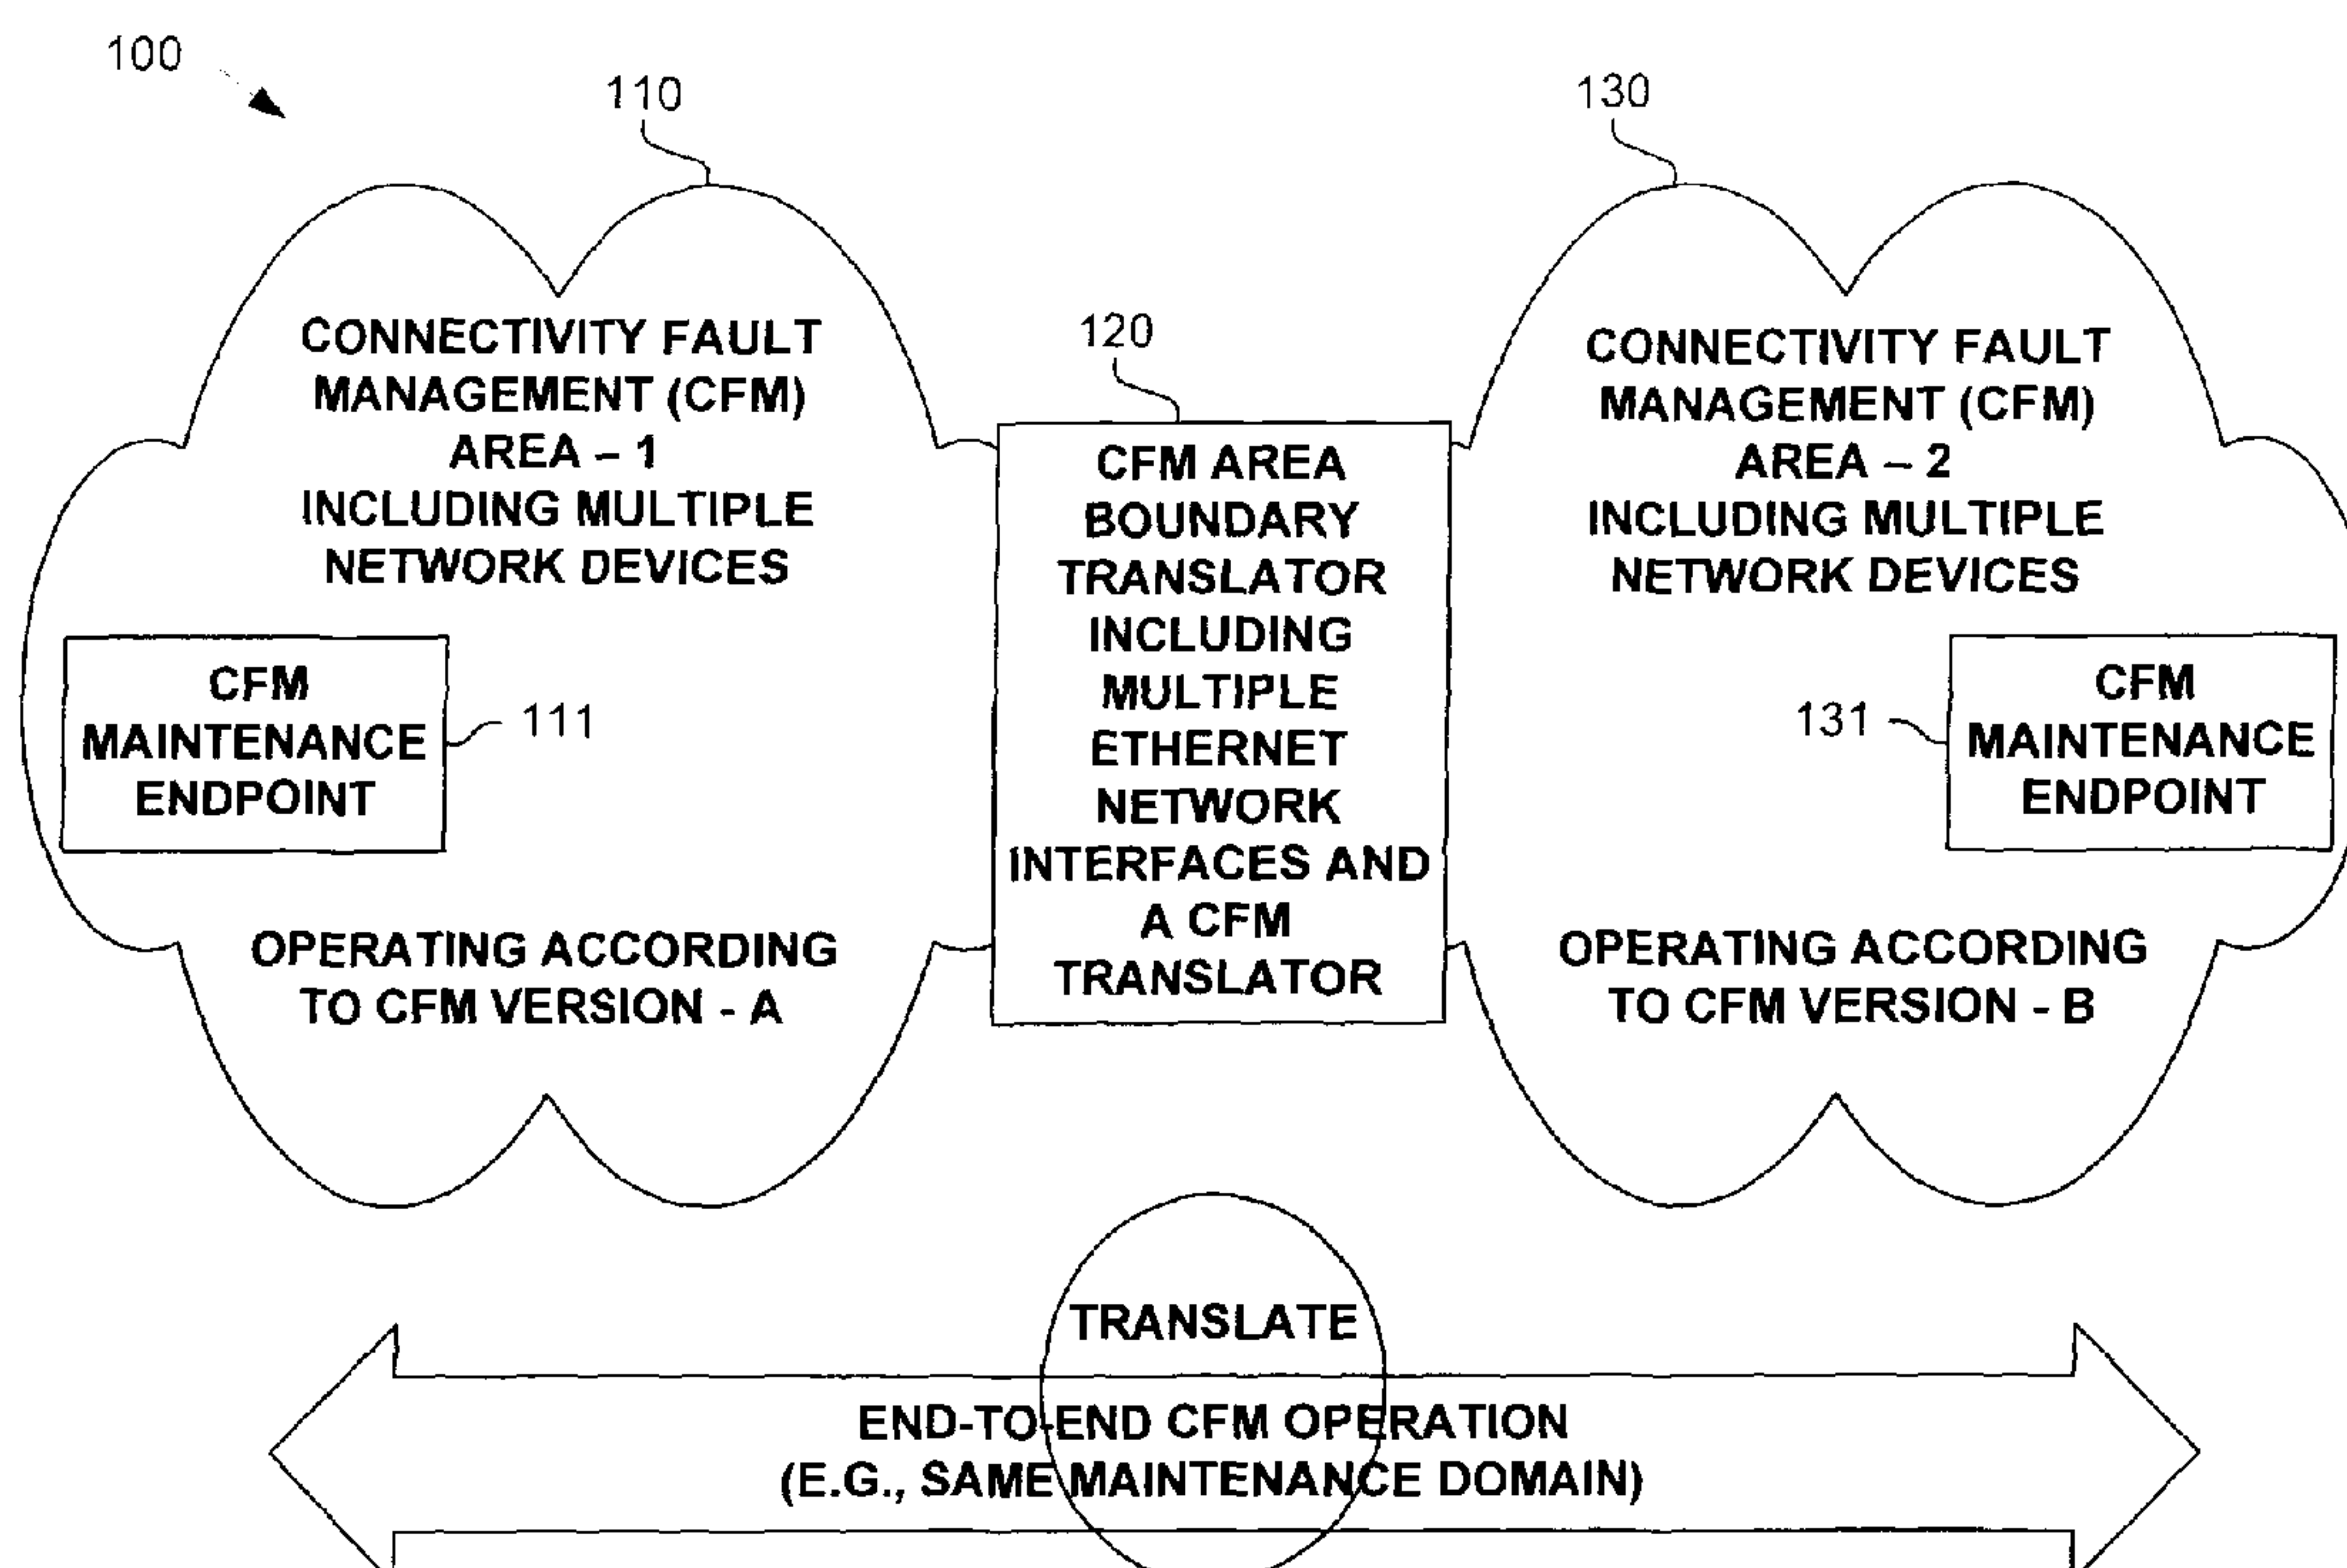 100
110
130
CONNECTIVITY FAULT
MANAGEMENT (CFM)
AREA – 1
INCLUDING MULTIPLE
NETWORK DEVICES
CFM
MAINTENANCE
ENDPOINT
111
OPERATING ACCORDING
TO CFM VERSION - A
120
CFM AREA
BOUNDARY
TRANSLATOR
INCLUDING
MULTIPLE
ETHERNET
NETWORK
INTERFACES AND
A CFM
TRANSLATOR
CONNECTIVITY FAULT
MANAGEMENT (CFM)
AREA – 2
INCLUDING MULTIPLE
NETWORK DEVICES
131
CFM
MAINTENANCE
ENDPOINT
OPERATING ACCORDING
TO CFM VERSION - B
TRANSLATE
END-TO-END CFM OPERATION
(E.G., SAME MAINTENANCE DOMAIN)